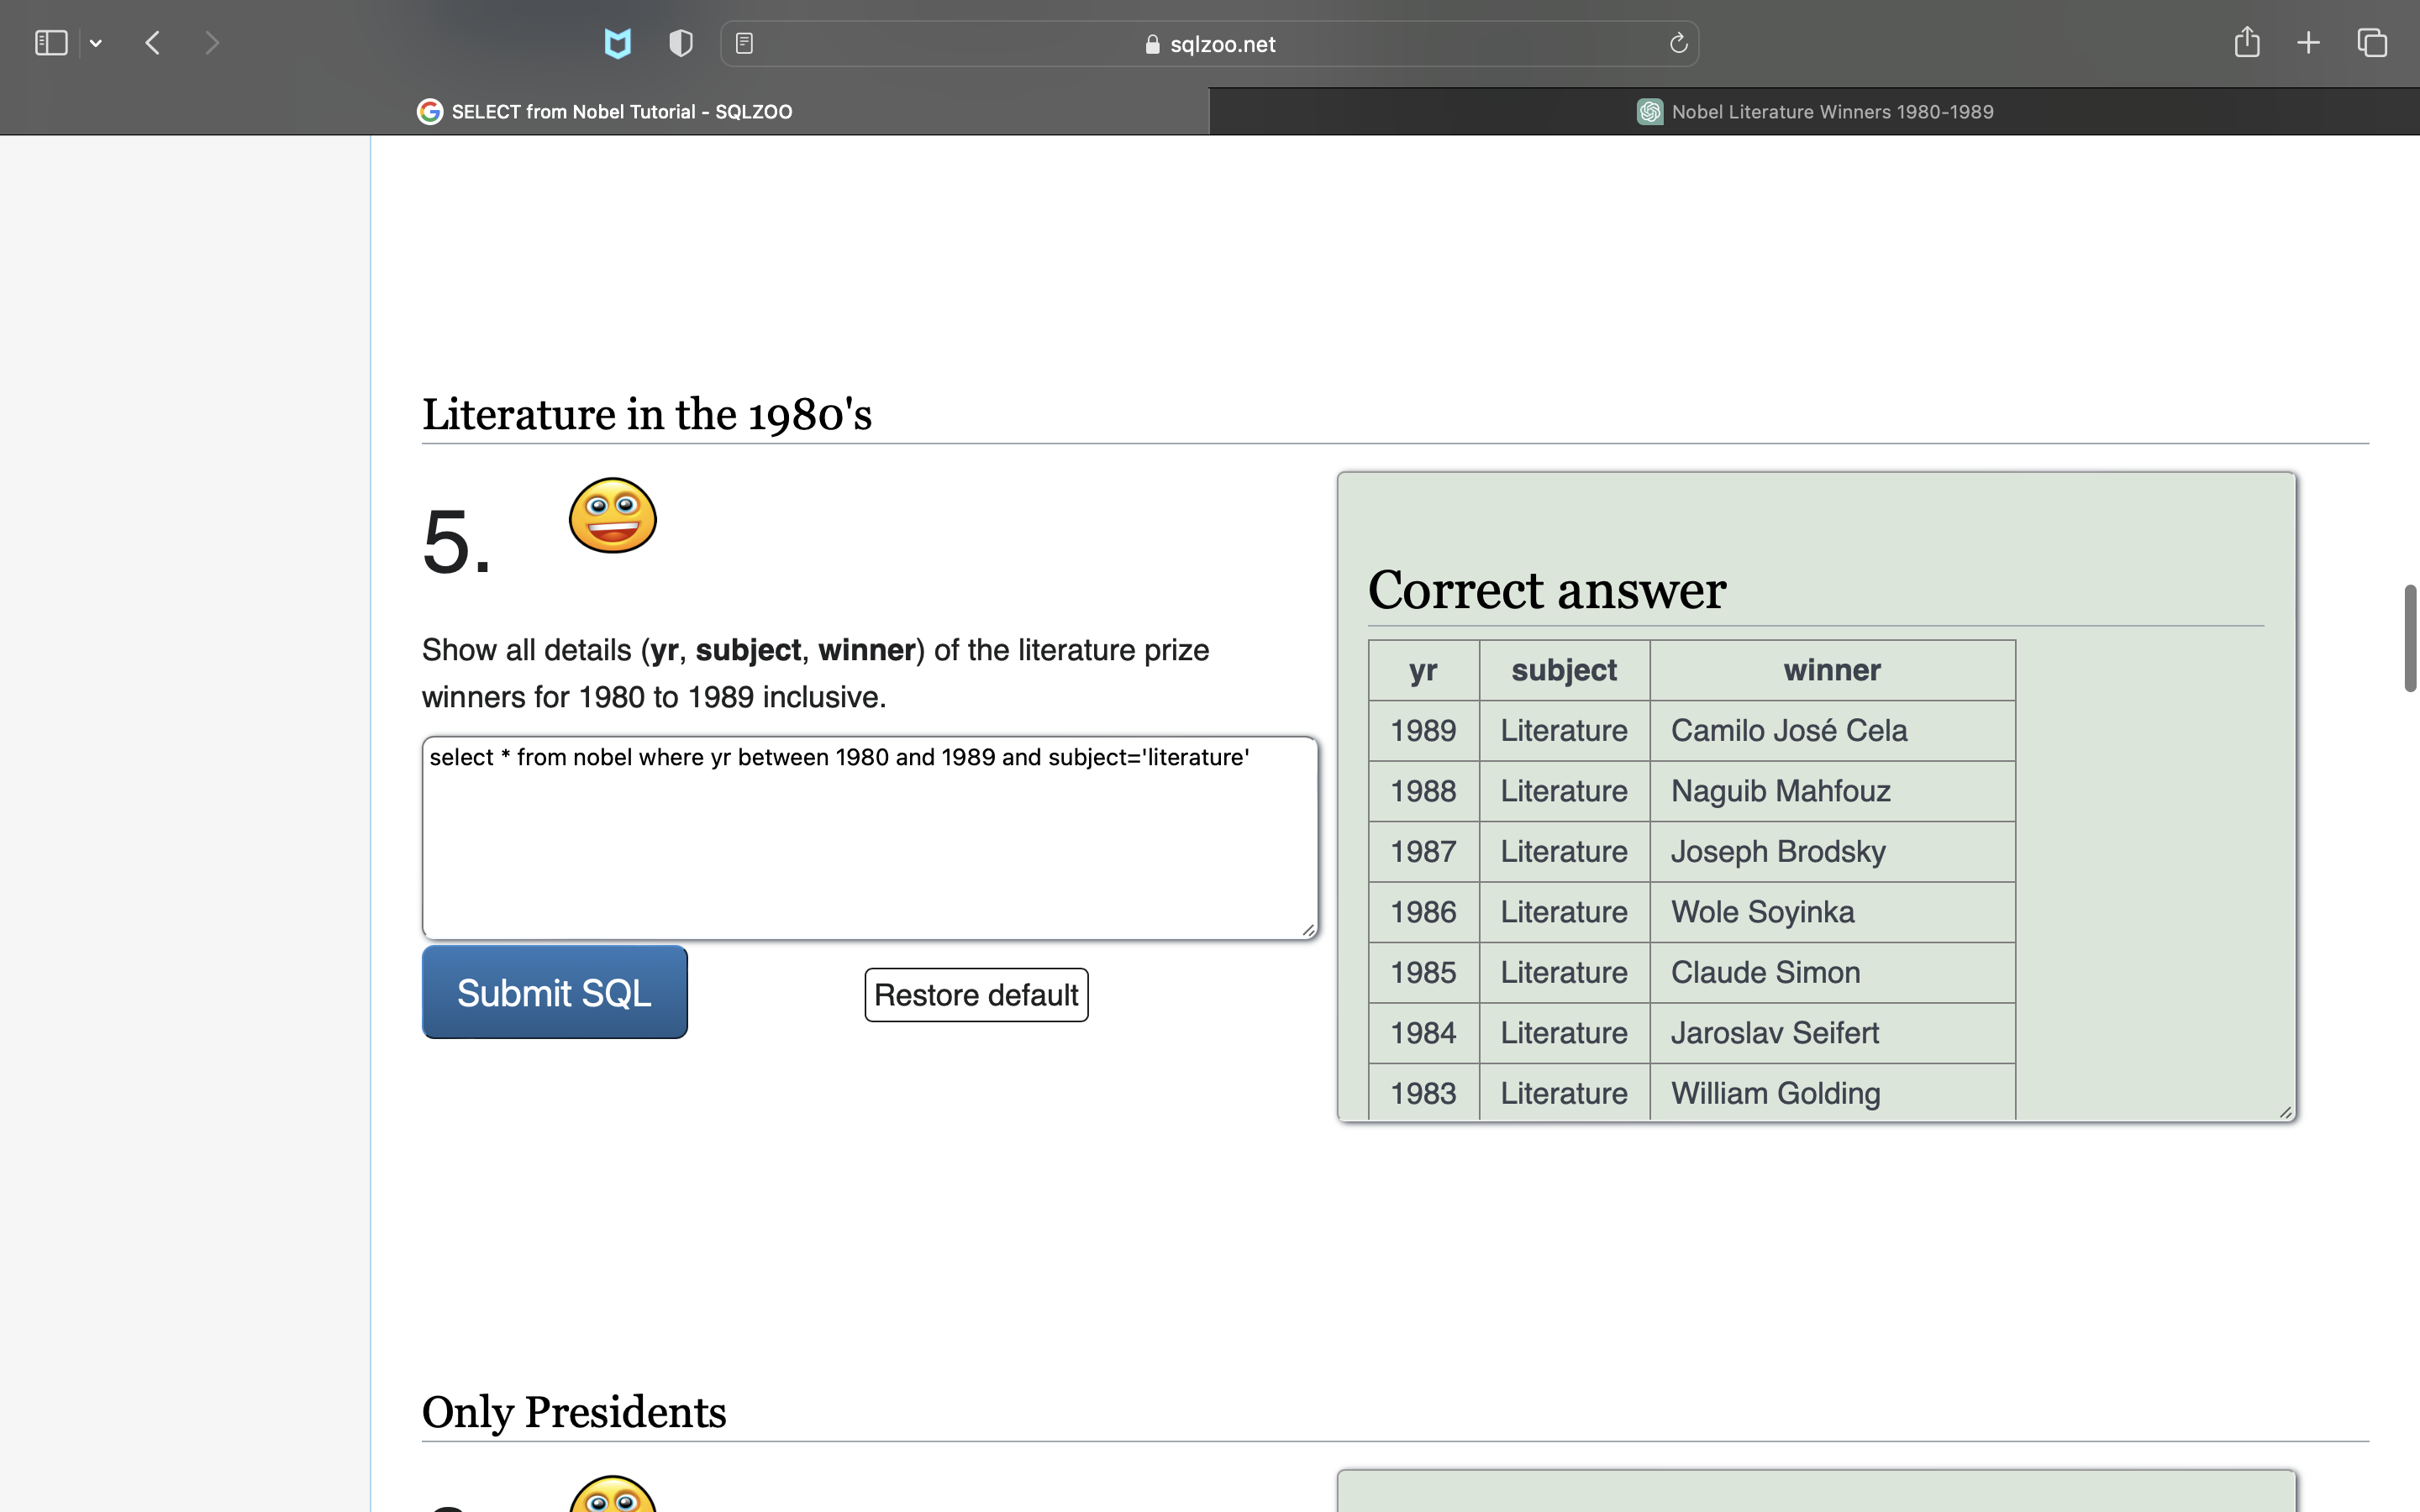 sqlzoo.net
SELECT from Nobel Tutorial - SQLZOO
Nobel Literature Winners 1980-1989
Literature in the 1980's
5.
Show all details (yr, subject, winner) of the literature prize
winners for 1980 to 1989 inclusive.
select * from nobel where yr between 1980 and 1989 and subject='literature'
Submit SQL
Restore default
Correct answer
yr subject winner
1989 Literature Camilo José Cela
1988 Literature Naguib Mahfouz
1987 Literature Joseph Brodsky
1986 Literature Wole Soyinka
1985 Literature Claude Simon
1984 Literature Jaroslav Seifert
1983 Literature William Golding
Only Presidents